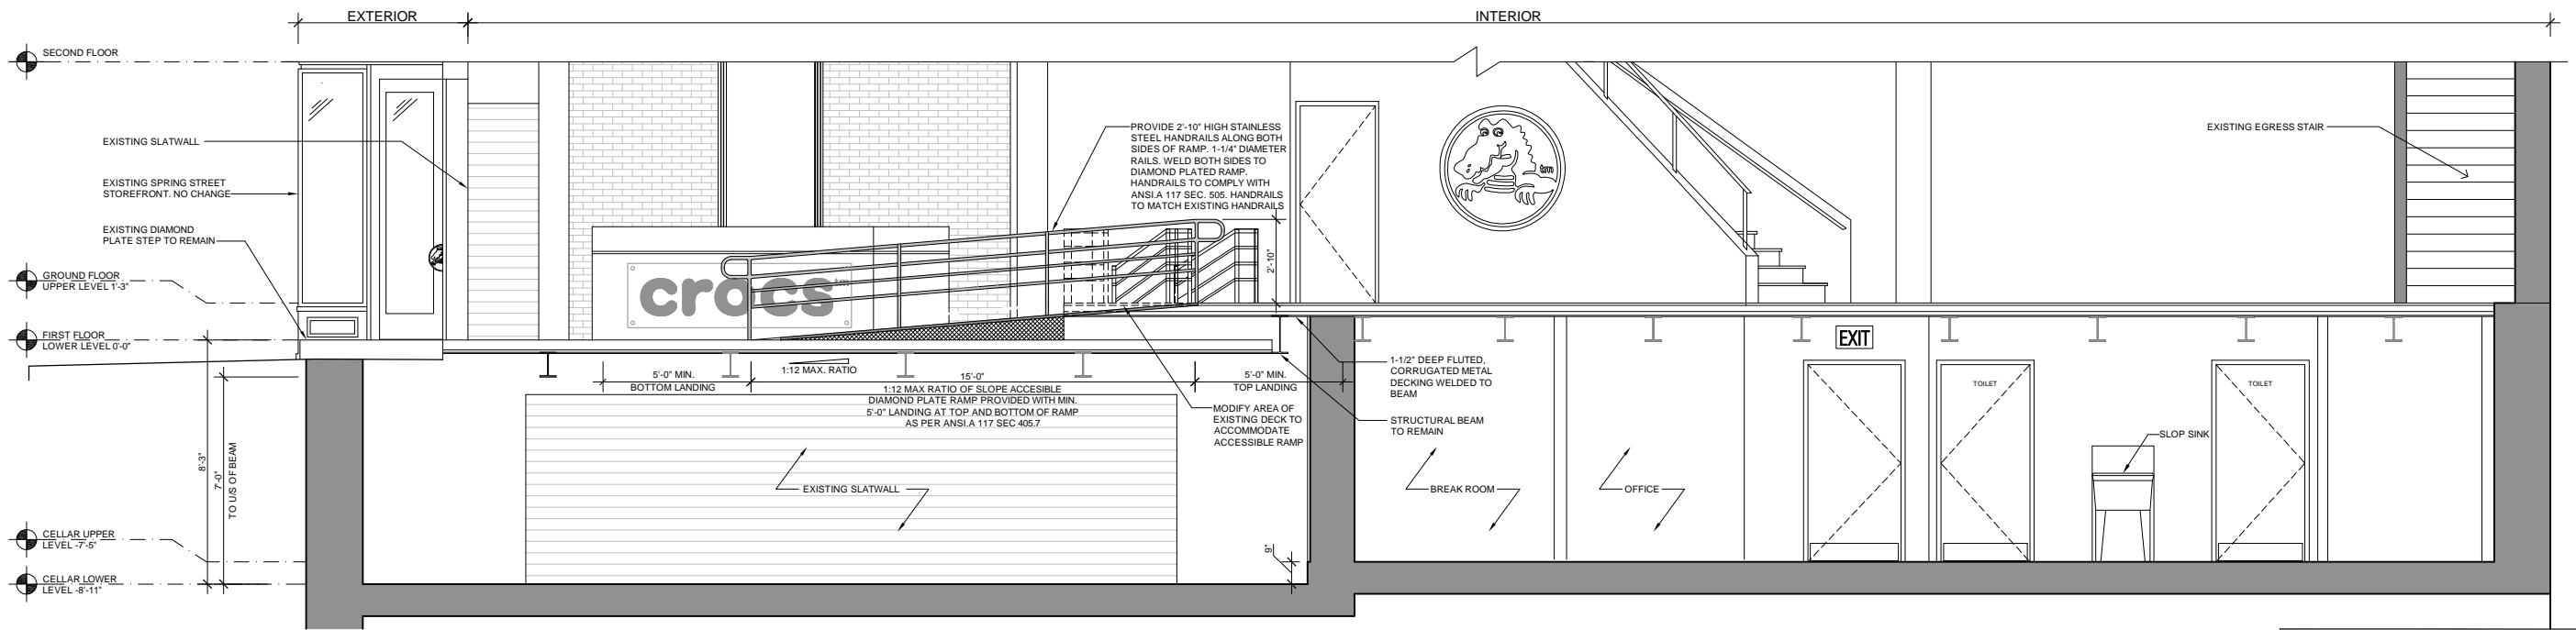 EXTERIOR
INTERIOR
SECOND FLOOR
EXISTING SLATWALL
EXISTING SPRING STREET
STOREFRONT. NO CHANGE
EXISTING DIAMOND
PLATE STEP TO REMAIN
GROUND FLOOR
UPPER LEVEL 1'-3"
FIRST FLOOR
LOWER LEVEL 0'-0"
CELLAR UPPER
LEVEL -7'-5"
CELLAR LOWER
LEVEL -8'-11"
8'-3"
7'-0"
TO U/S OF BEAM
crocs
PROVIDE 2'-10" HIGH STAINLESS
STEEL HANDRAILS ALONG BOTH
SIDES OF RAMP. 1-1/4" DIAMETER
RAILS. WELD BOTH SIDES TO
DIAMOND PLATED RAMP.
HANDRAILS TO COMPLY WITH
ANSI.A 117 SEC. 505. HANDRAILS
TO MATCH EXISTING HANDRAILS
2'-10"
tm
EXISTING EGRESS STAIR
1:12 MAX. RATIO
5'-0" MIN.
BOTTOM LANDING
15'-0"
1:12 MAX RATIO OF SLOPE ACCESIBLE
DIAMOND PLATE RAMP PROVIDED WITH MIN.
5'-0" LANDING AT TOP AND BOTTOM OF RAMP
AS PER ANSI.A 117 SEC 405.7
5'-0" MIN.
TOP LANDING
MODIFY AREA OF
EXISTING DECK TO
ACCOMMODATE
ACCESSIBLE RAMP
1-1/2" DEEP FLUTED,
CORRUGATED METAL
DECKING WELDED TO
BEAM
STRUCTURAL BEAM
TO REMAIN
EXISTING SLATWALL
9"
BREAK ROOM
OFFICE
EXIT
TOILET
SLOP SINK
TOILET